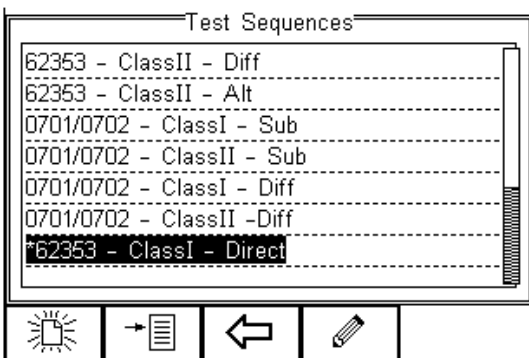 Test Sequences
62353 - ClassII - Diff
62353 - ClassII - Alt
0701/0702 - ClassI - Sub
0701/0702 - ClassII - Sub
0701/0702 - ClassI - Diff
0701/0702 - ClassII -Diff
*62353 - ClassI - Direct